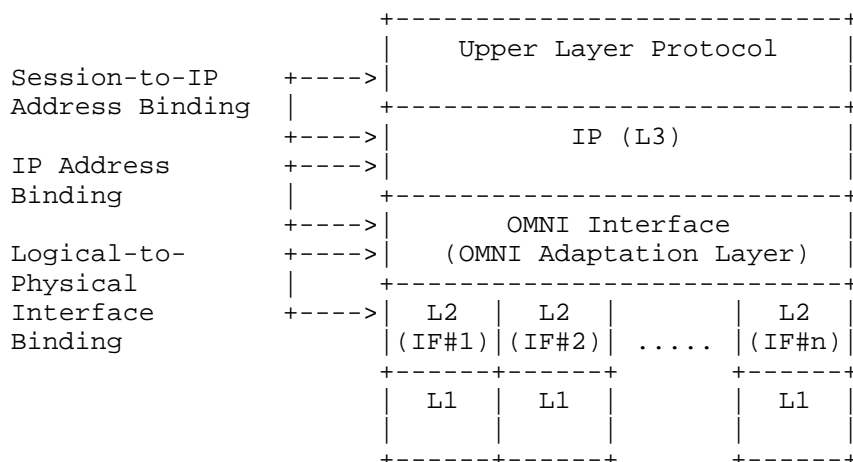 Upper Layer Protocol
Session-to-IP
Address Binding
IP (L3)
IP Address
Binding
OMNI Interface
Logical-to- (OMNI Adaptation Layer)
Physical
Interface L2 L2 L2
Binding (IF#1) (IF#2) ..... (IF#n)
L1 L1 L1